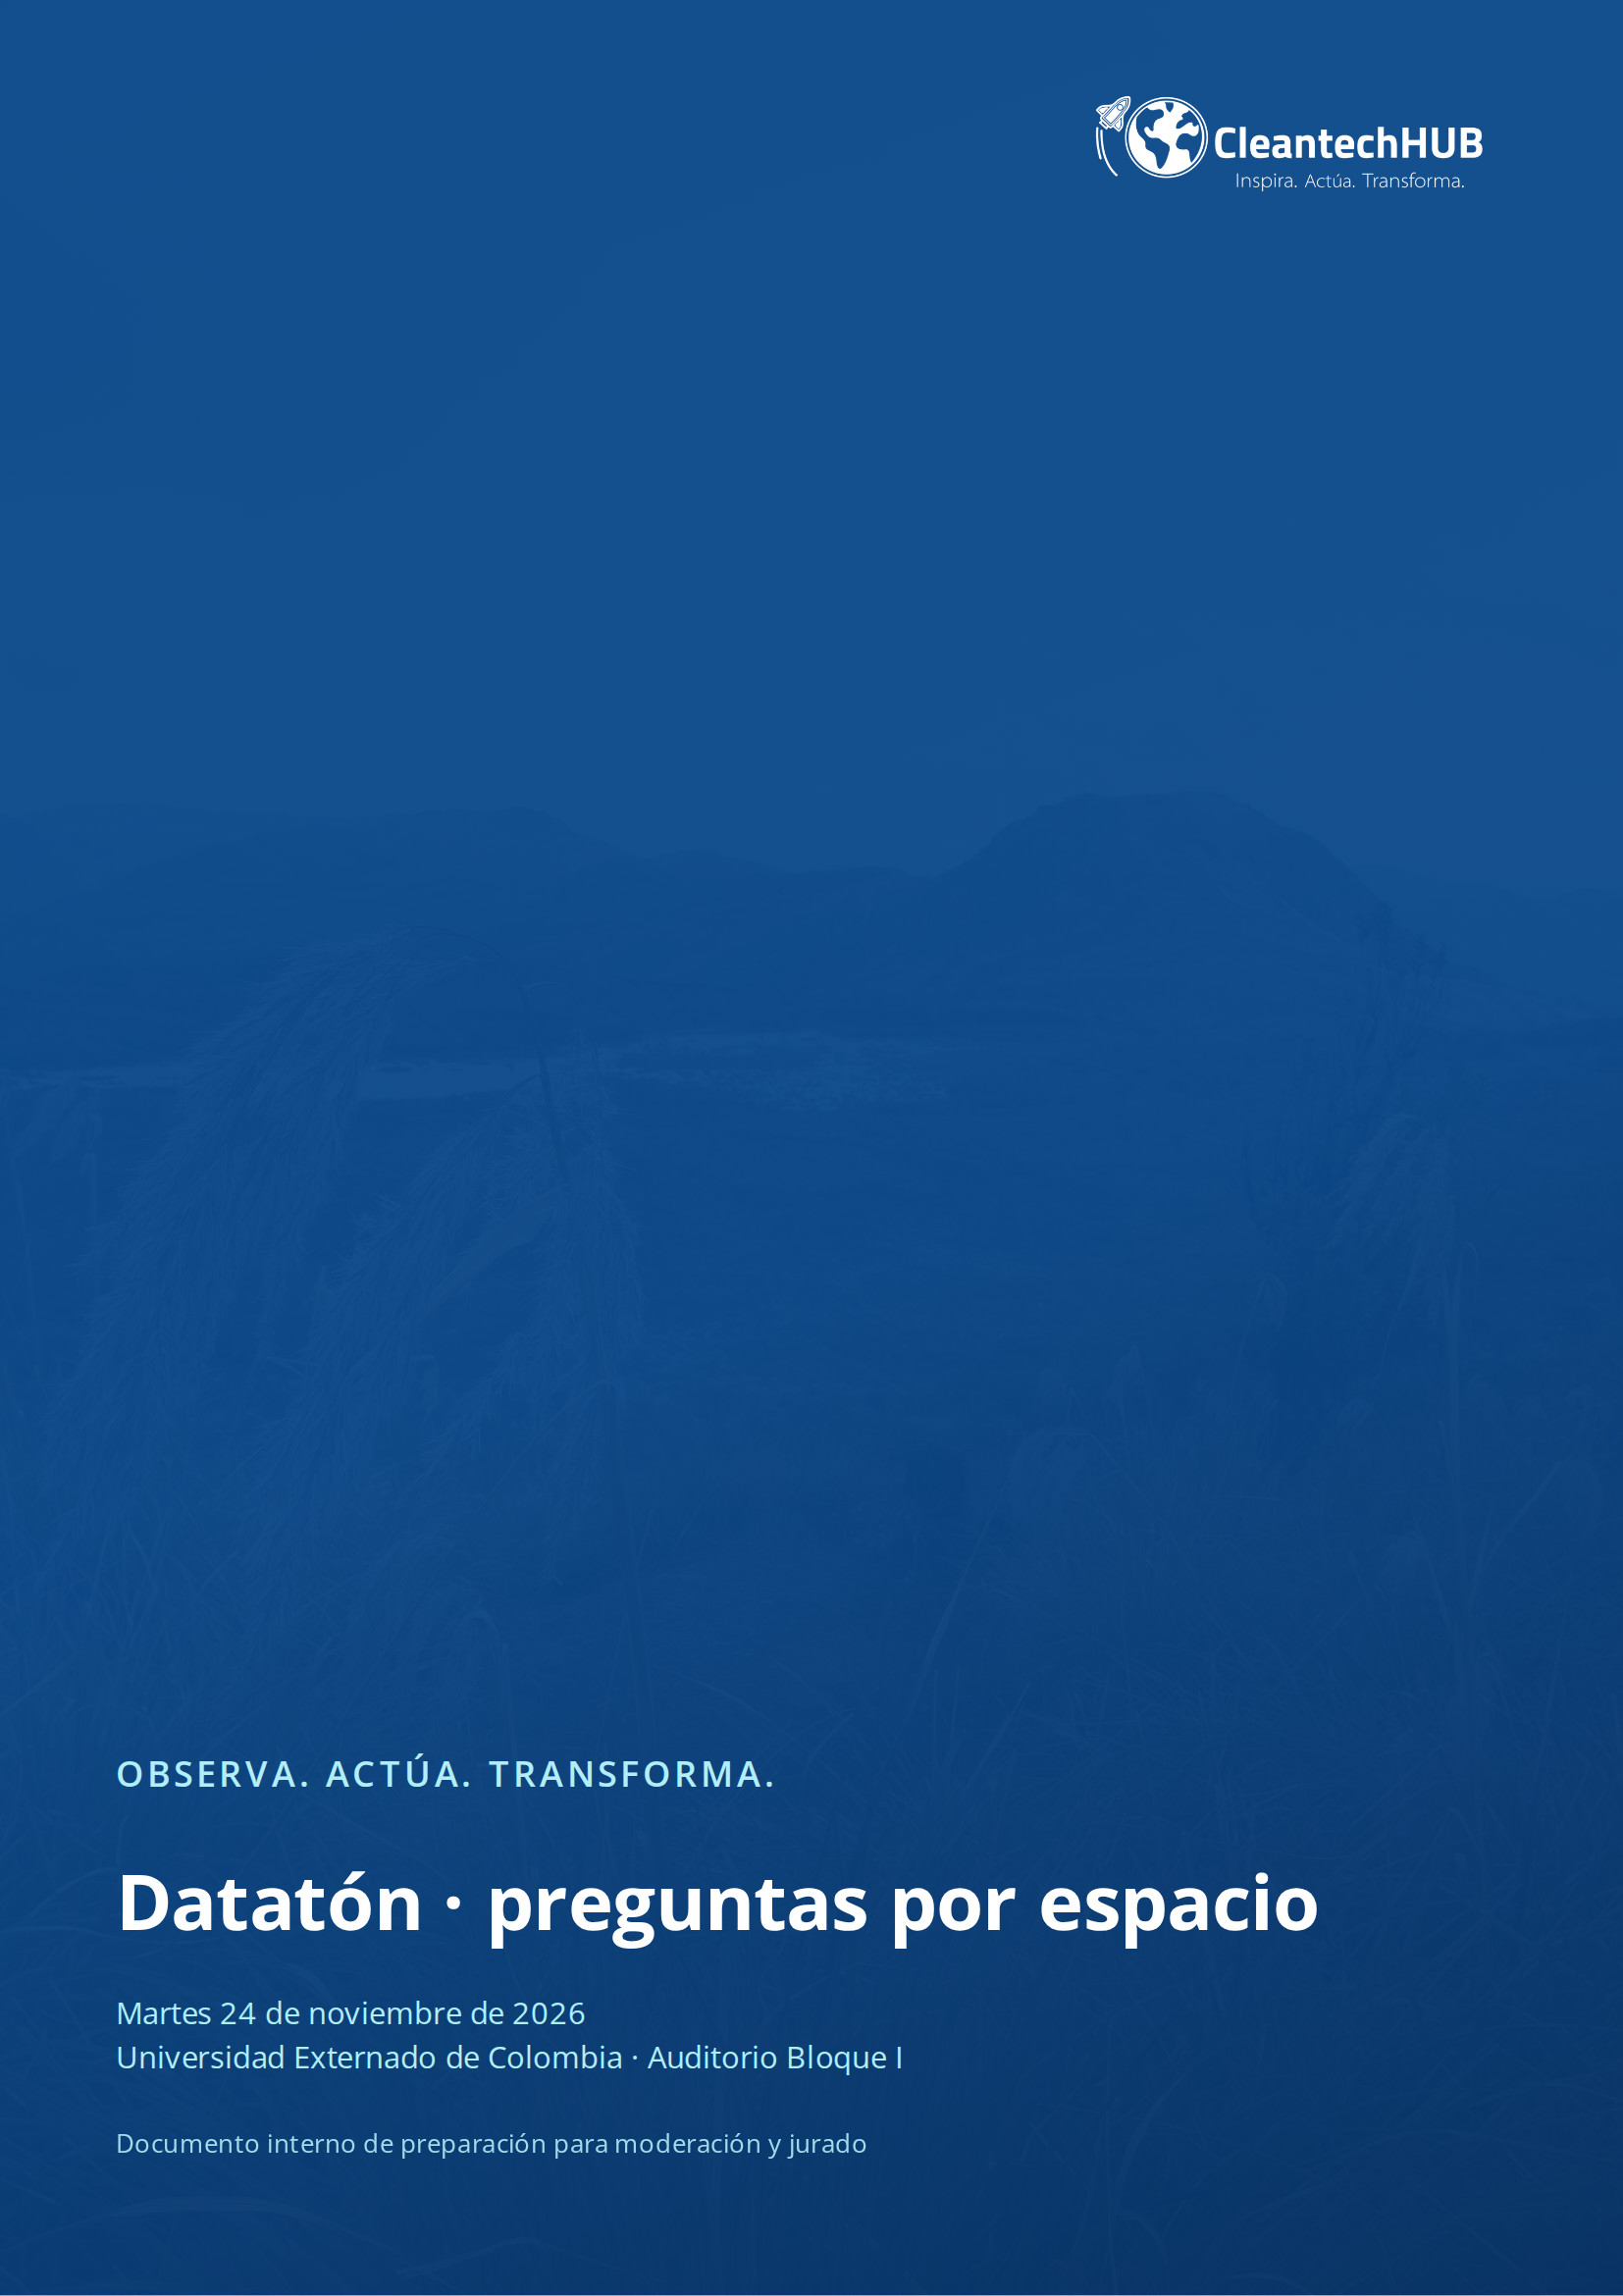 CleantechHUB
Inspira. Actúa. Transforma.
OBSERVA. ACTÚA. TRANSFORMA.
Datatón · preguntas por espacio
Martes 24 de noviembre de 2026
Universidad Externado de Colombia · Auditorio Bloque I
Documento interno de preparación para moderación y jurado